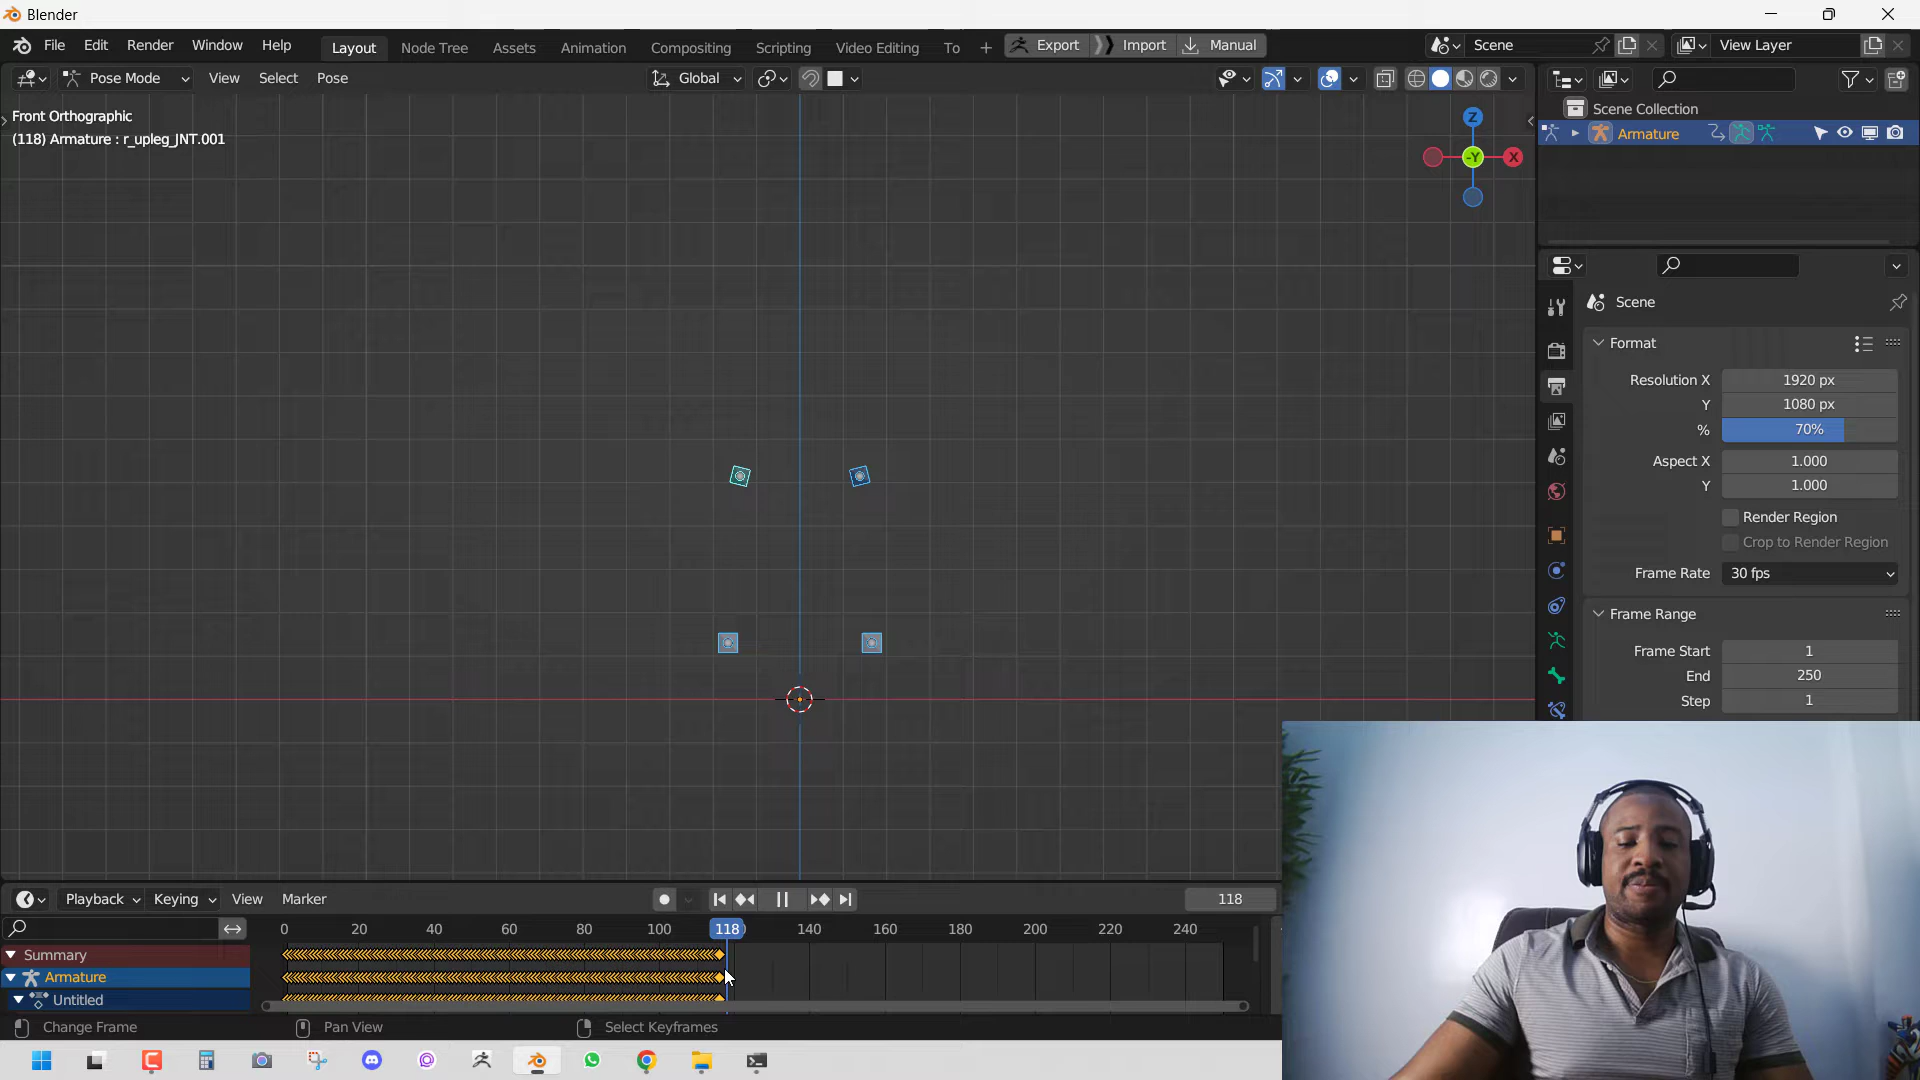 Blender
File Edit Render Window Help Layout Node Tree Assets Animation Compositing Scripting Video Editing To Export Import Manual Scene View Layer
Pose Mode View Select Pose Global
Front Orthographic
(118) Armature : r_upleg_JNT.001
Z
-Y X
Scene Collection
Armature
Scene
Format
Resolution X 1920 px
Y 1080 px
% 70%
Aspect X 1.000
Y 1.000
Render Region
Crop to Render Region
Frame Rate 30 fps
Frame Range
Frame Start 1
End 250
Step 1
Playback Keying View Marker 118
0 20 40 60 80 100 118 140 160 180 200 220 240
Summary
Armature
Untitled
Change Frame Pan View Select Keyframes